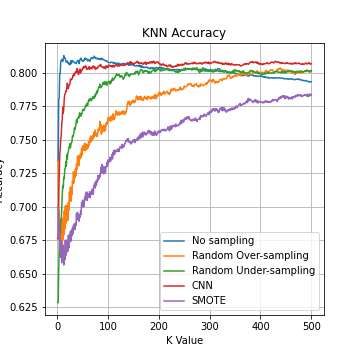 KNN Accuracy
0.800
0.775
0.750
0.725
0.700
0.675
0.650
0.625
0
100
200
300
400
500
K Value
No sampling
Random Over-sampling
Random Under-sampling
CNN
SMOTE